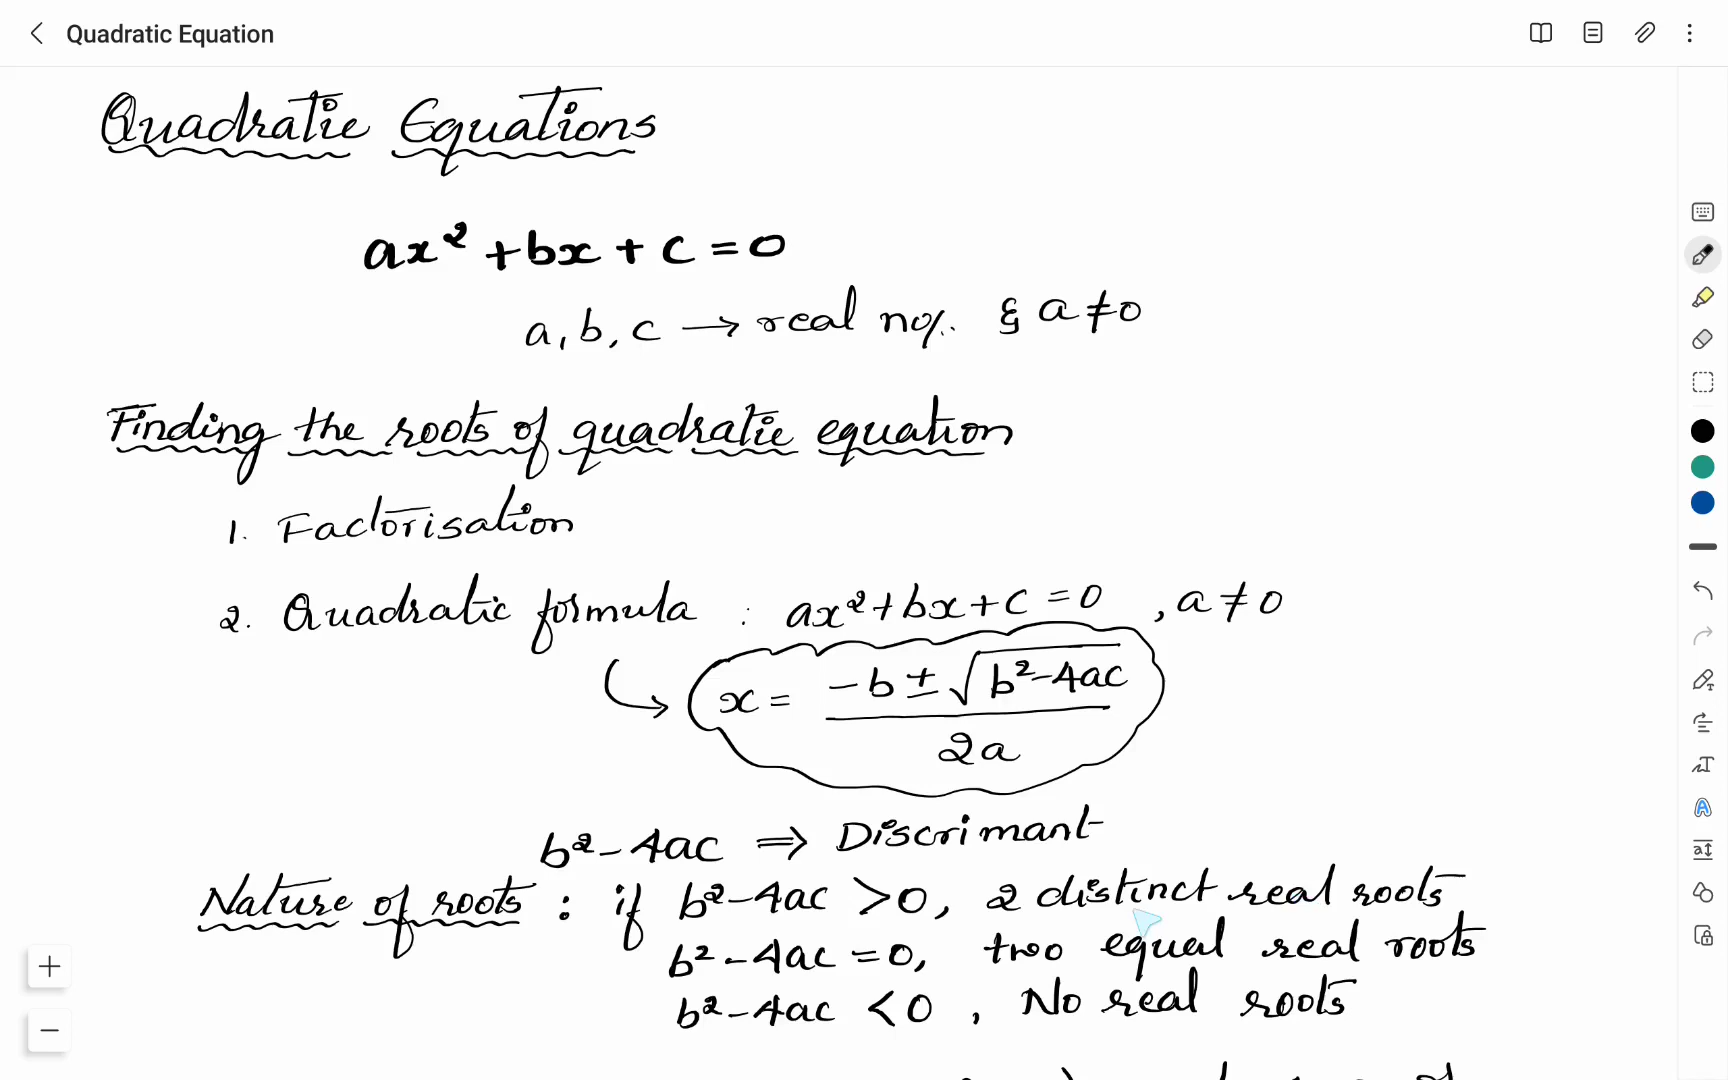 Quadratic Equation
Quadratic Equations
ax² + bx + c = 0
a, b, c → real no/. & a ≠ 0
Finding the roots of quadratic equation
1. Factorisation
2. Quadratic formula : ax² + bx + c = 0 , a ≠ 0
x = (-b ± √(b² - 4ac)) / 2a
b² - 4ac ⇒ Discrimant
Nature of roots : if b² - 4ac > 0, 2 distinct real roots
b² - 4ac = 0, two equal real roots
b² - 4ac < 0 , No real roots